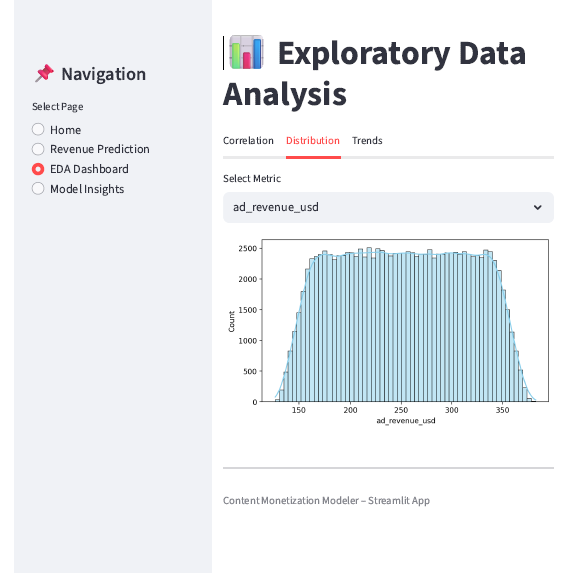 Navigation
Select Page
Home
Revenue Prediction
EDA Dashboard
Model Insights
Exploratory Data
Analysis
Correlation Distribution Trends
Select Metric
ad_revenue_usd
2500
2000
1500
1000
500
0
Count
150 200 250 300 350
ad_revenue_usd
Content Monetization Modeler – Streamlit App